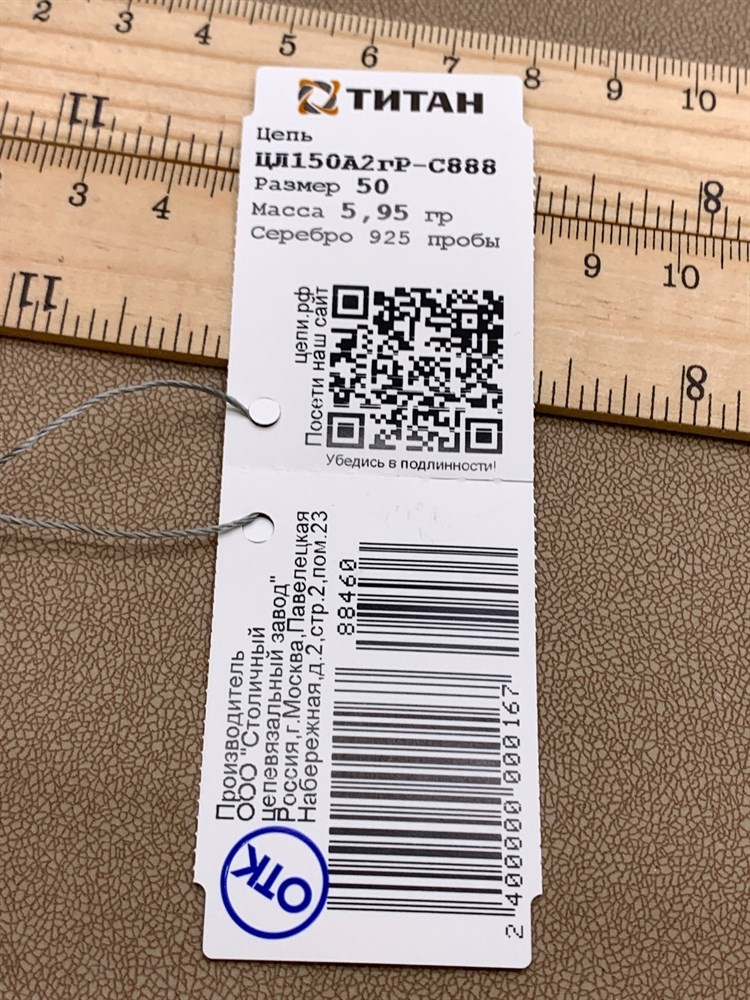 2 3 4 5 6 7 8 9 10
11 8
3 4 9 10
11 8
ТИТАН
Цепь
ЦЛ150А2гР-С888
Размер 50
Масса 5,95 гр
Серебро 925 пробы
цепи.рф
Посети наш сайт
Убедись в подлинности!
Производитель
ООО "Столичный
цепевязальный завод"
Россия,г.Москва,Павелецкая
Набережная,д.2,стр.2,пом.23
88460
2 400000 000167
ОТК